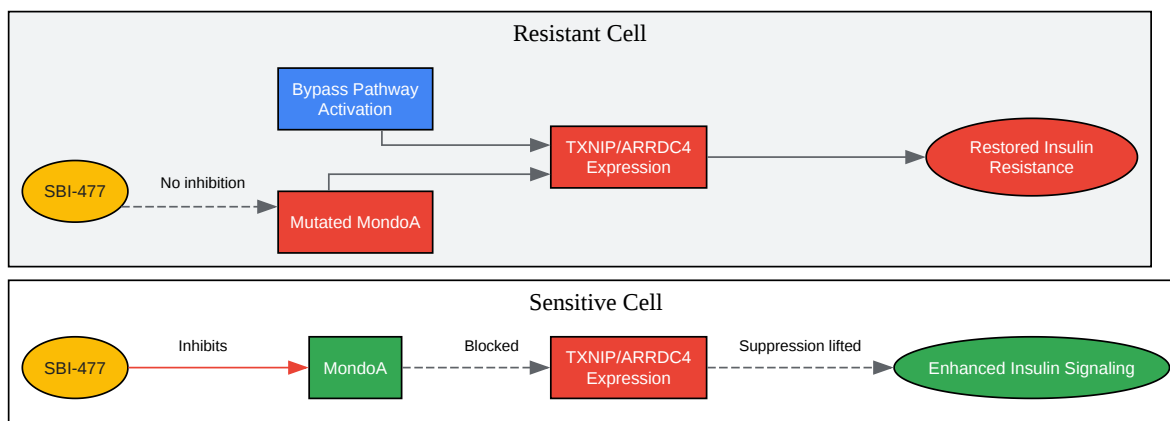 Resistant Cell
Bypass Pathway
Activation
TXNIP/ARRDC4
Expression
Restored Insulin
Resistance
SBI-477
No inhibition
Mutated MondoA
Sensitive Cell
SBI-477
Inhibits
MondoA
Blocked
TXNIP/ARRDC4
Expression
Suppression lifted
Enhanced Insulin Signaling